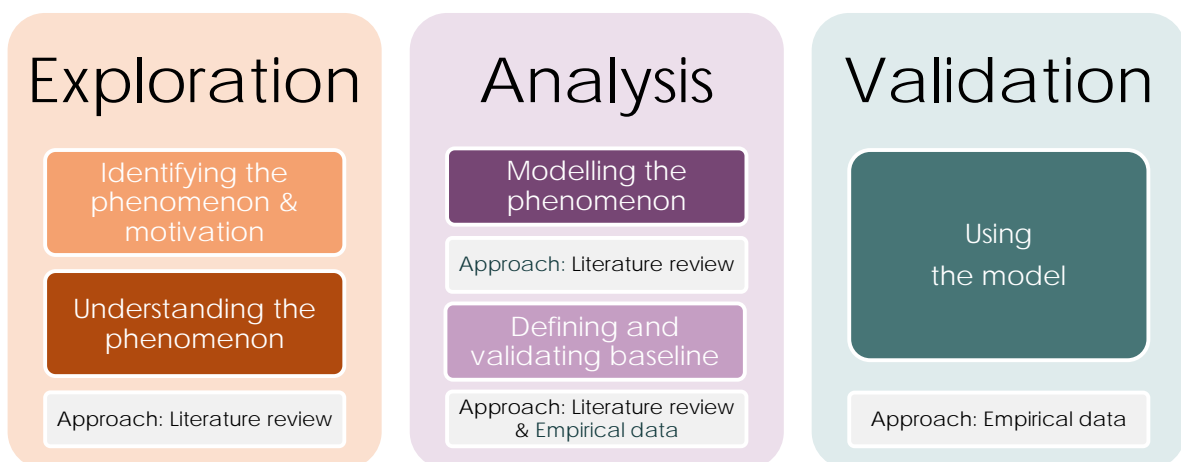 Exploration
Identifying the
phenomenon &
motivation
Understanding the
phenomenon
Approach: Literature review
Analysis
Modelling the
phenomenon
Approach: Literature review
Defining and
validating baseline
Approach: Literature review
& Empirical data
Validation
Using
the model
Approach: Empirical data